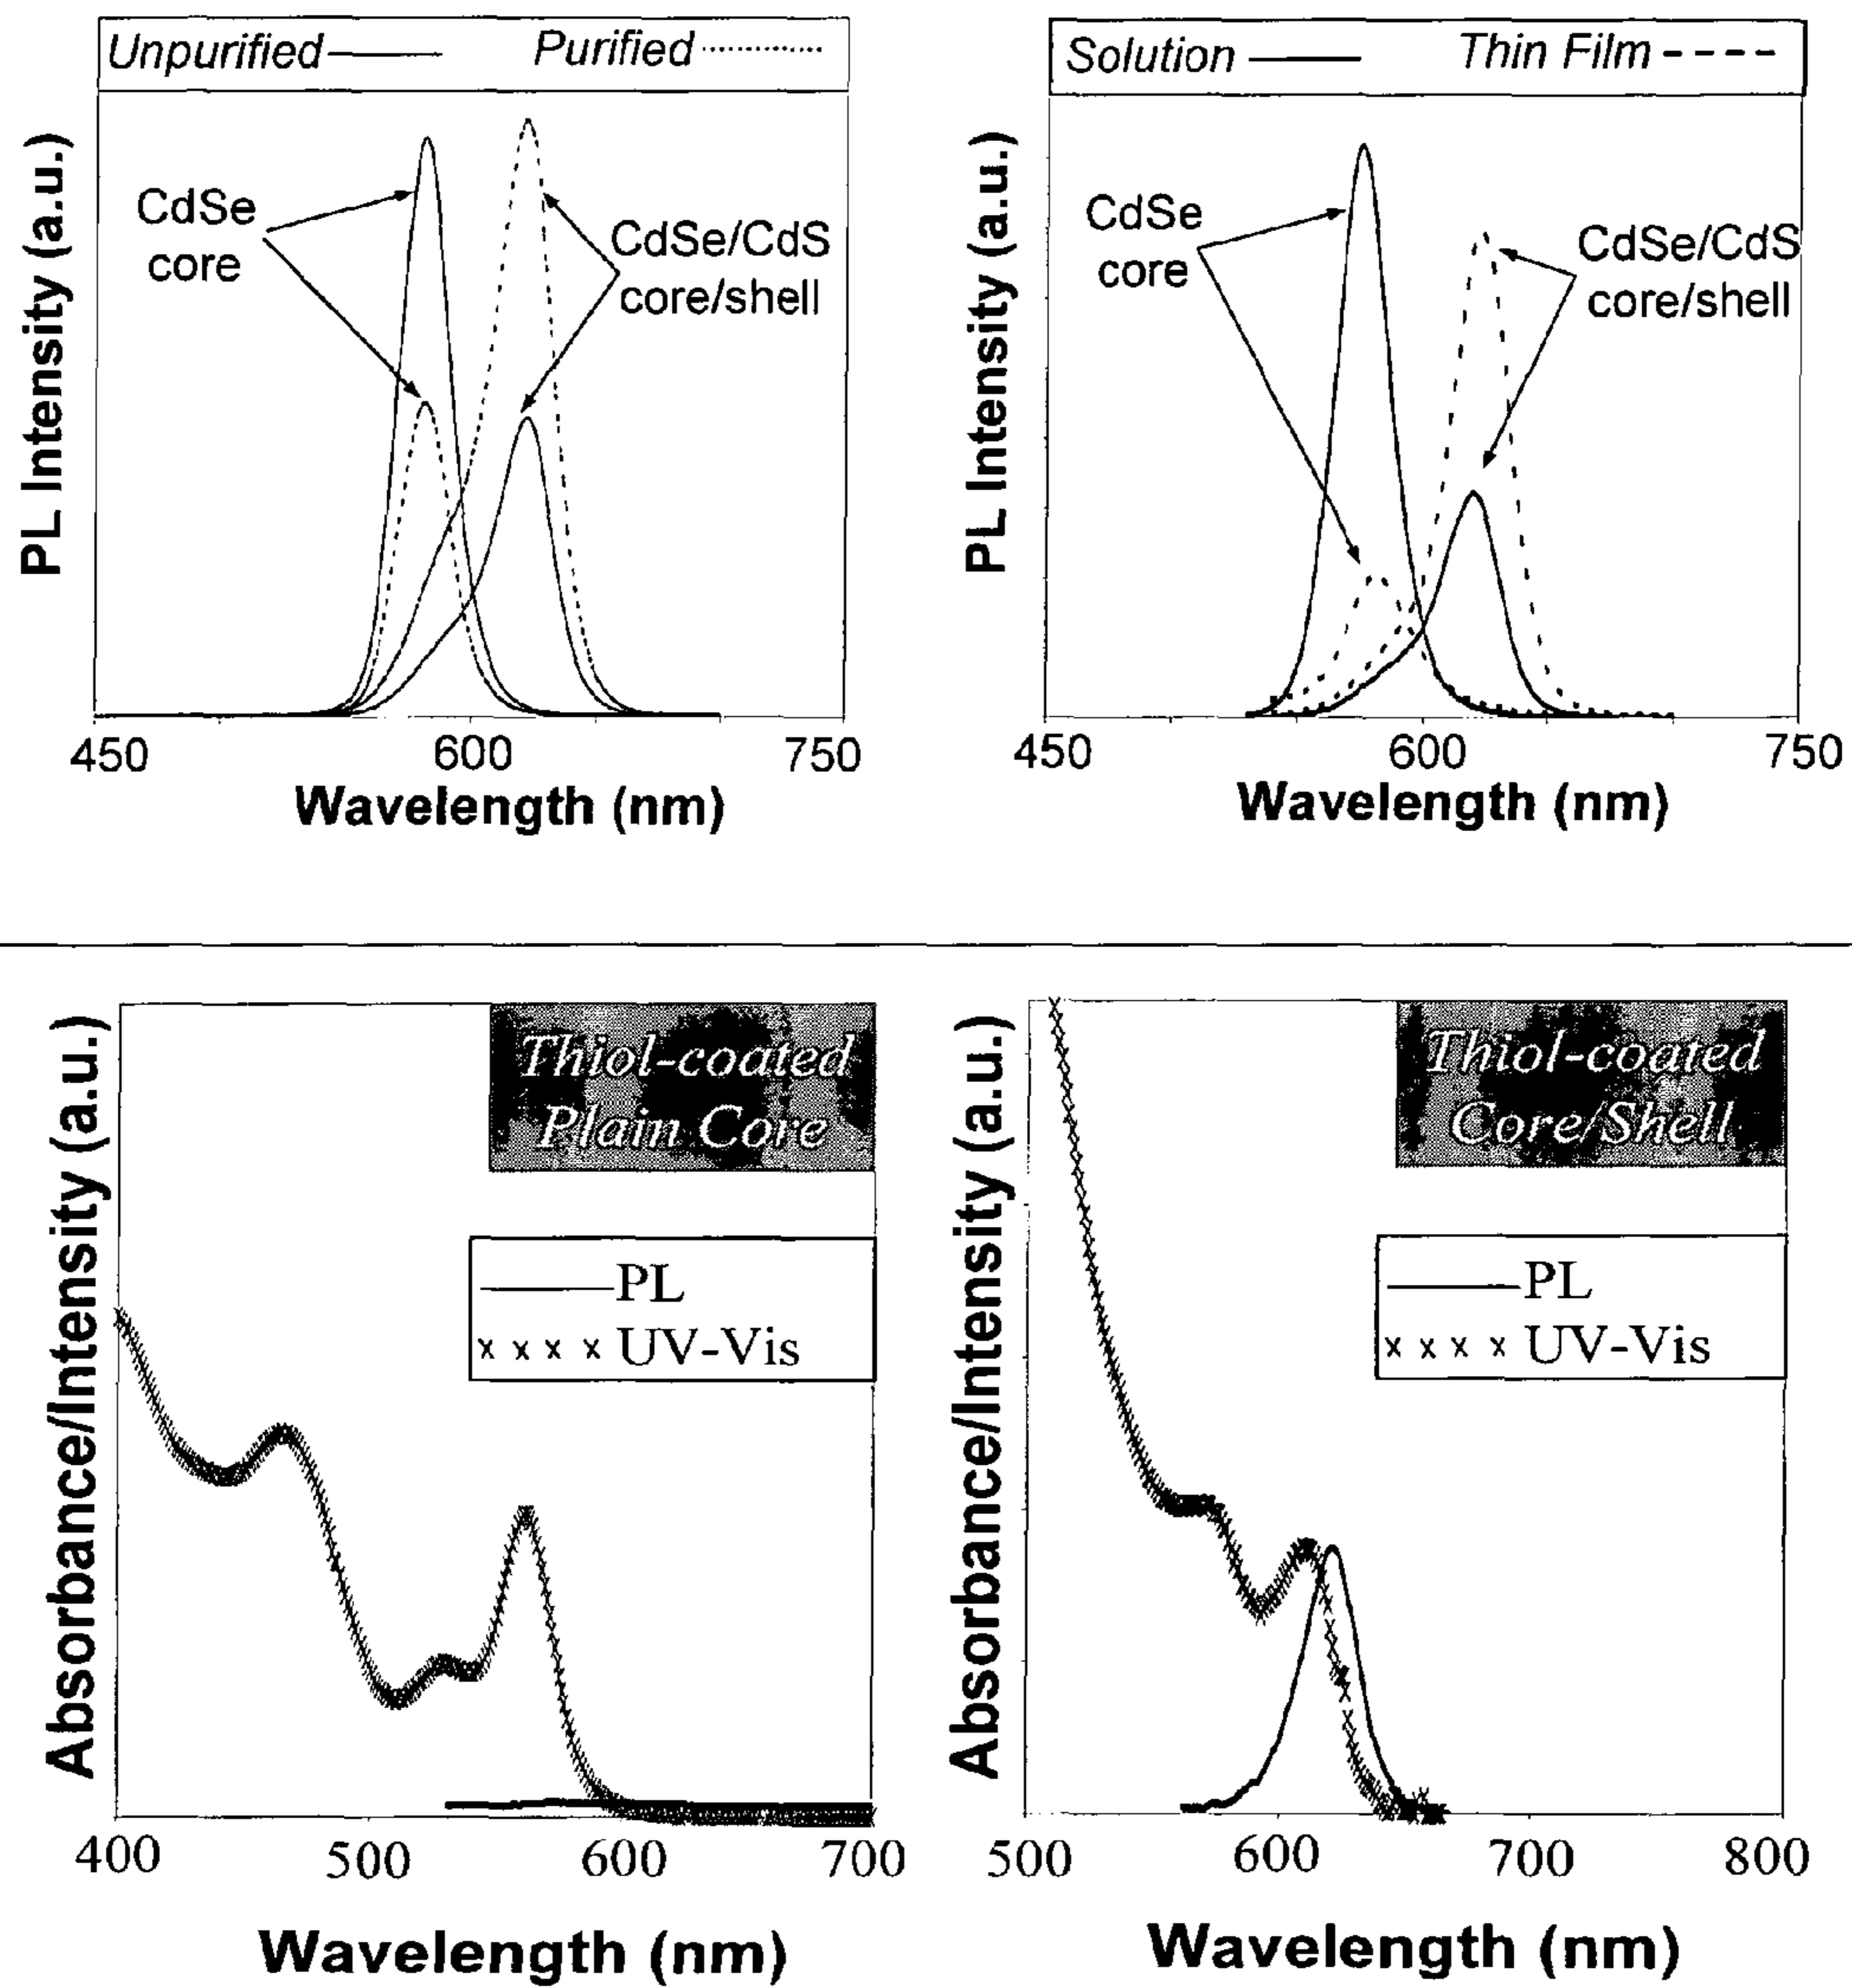 Unpurified Purified
PL Intensity (a.u.)
CdSe
core
CdSe/CdS
core/shell
450 600 750
Wavelength (nm)
Solution Thin Film
PL Intensity (a.u.)
CdSe
core
CdSe/CdS
core/shell
450 600 750
Wavelength (nm)
Absorbance/Intensity (a.u.)
Thiol-coated
Plain Core
PL
x x x x UV-Vis
400 500 600 700
Wavelength (nm)
Absorbance/Intensity (a.u.)
Thiol-coated
Core/Shell
PL
x x x x UV-Vis
500 600 700 800
Wavelength (nm)